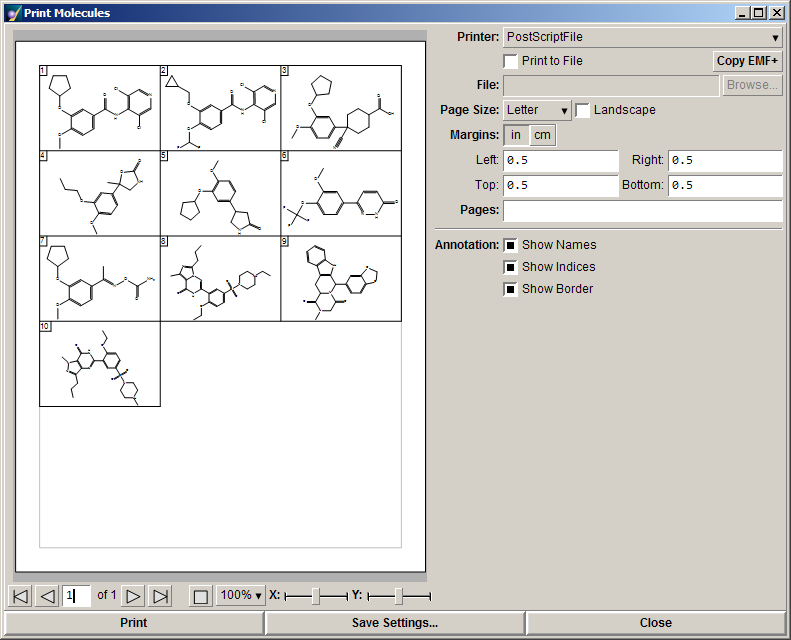 Print Molecules
Printer: PostScriptFile
Print to File
Copy EMF+
File:
Browse...
Page Size: Letter
Landscape
Margins: in cm
Left: 0.5 Right: 0.5
Top: 0.5 Bottom: 0.5
Pages:
Annotation: Show Names
Show Indices
Show Border
1 2 3
4 5 6
7 8 9
10
1 of 1
100%
X:
Y:
Print
Save Settings...
Close